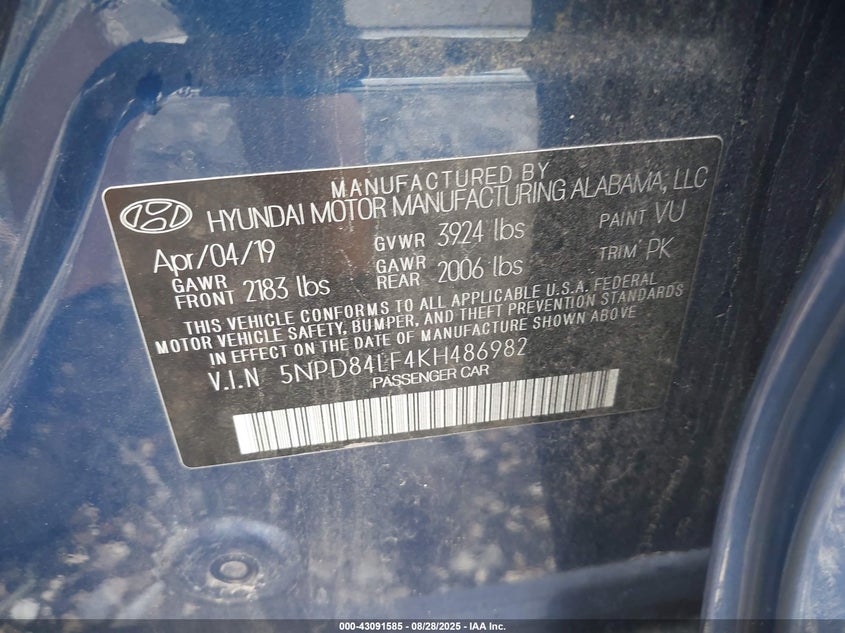 MANUFACTURED BY
HYUNDAI MOTOR MANUFACTURING ALABAMA, LLC
Apr/04/19 GVWR 3924 lbs PAINT VU
GAWR FRONT 2183 lbs GAWR REAR 2006 lbs TRIM PK
THIS VEHICLE CONFORMS TO ALL APPLICABLE U.S.A. FEDERAL
MOTOR VEHICLE SAFETY, BUMPER, AND THEFT PREVENTION STANDARDS
IN EFFECT ON THE DATE OF MANUFACTURE SHOWN ABOVE
V.I.N 5NPD84LF4KH486982
PASSENGER CAR
000-43091585 - 08/28/2025 - IAA Inc.